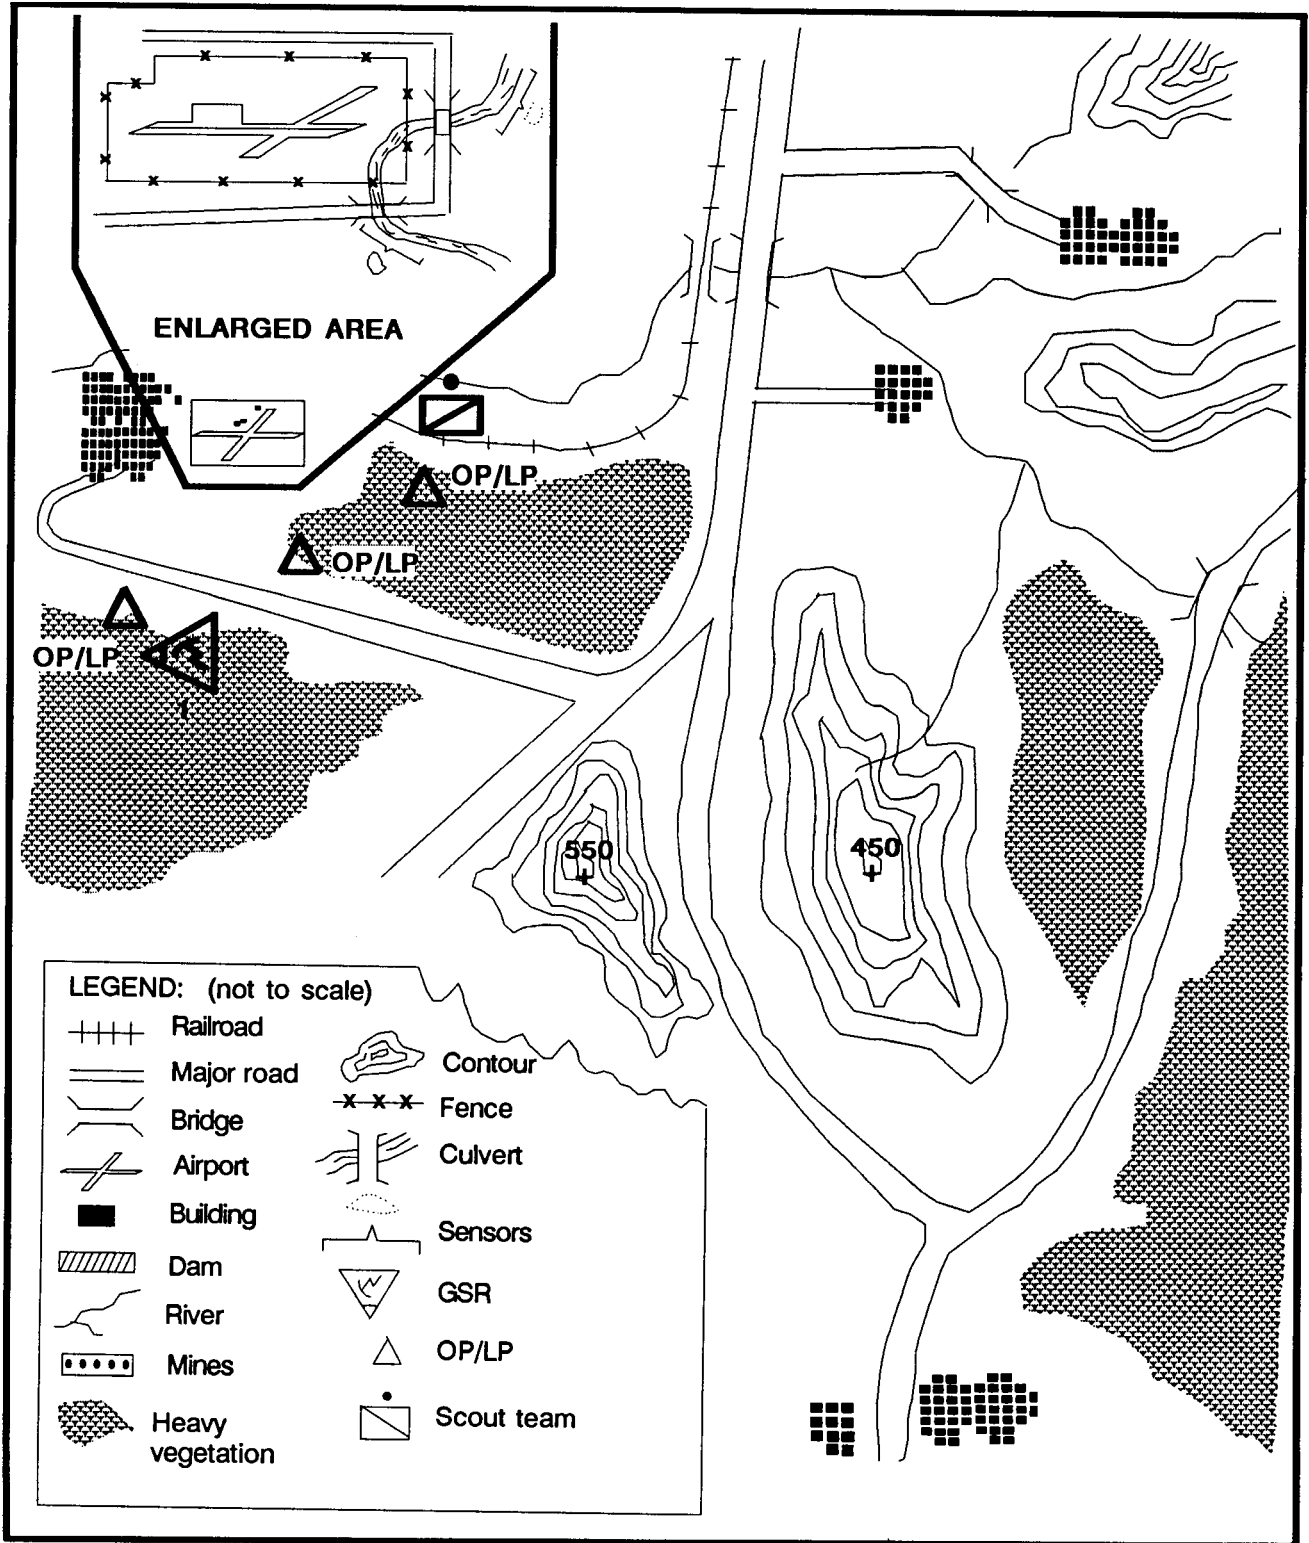 ENLARGED AREA
OP/LP
OP/LP
OP/LP
1
550
450
LEGEND: (not to scale)
Railroad
Major road
Bridge
Airport
Building
Dam
River
Mines
Heavy
vegetation
Contour
Fence
Culvert
Sensors
GSR
OP/LP
Scout team